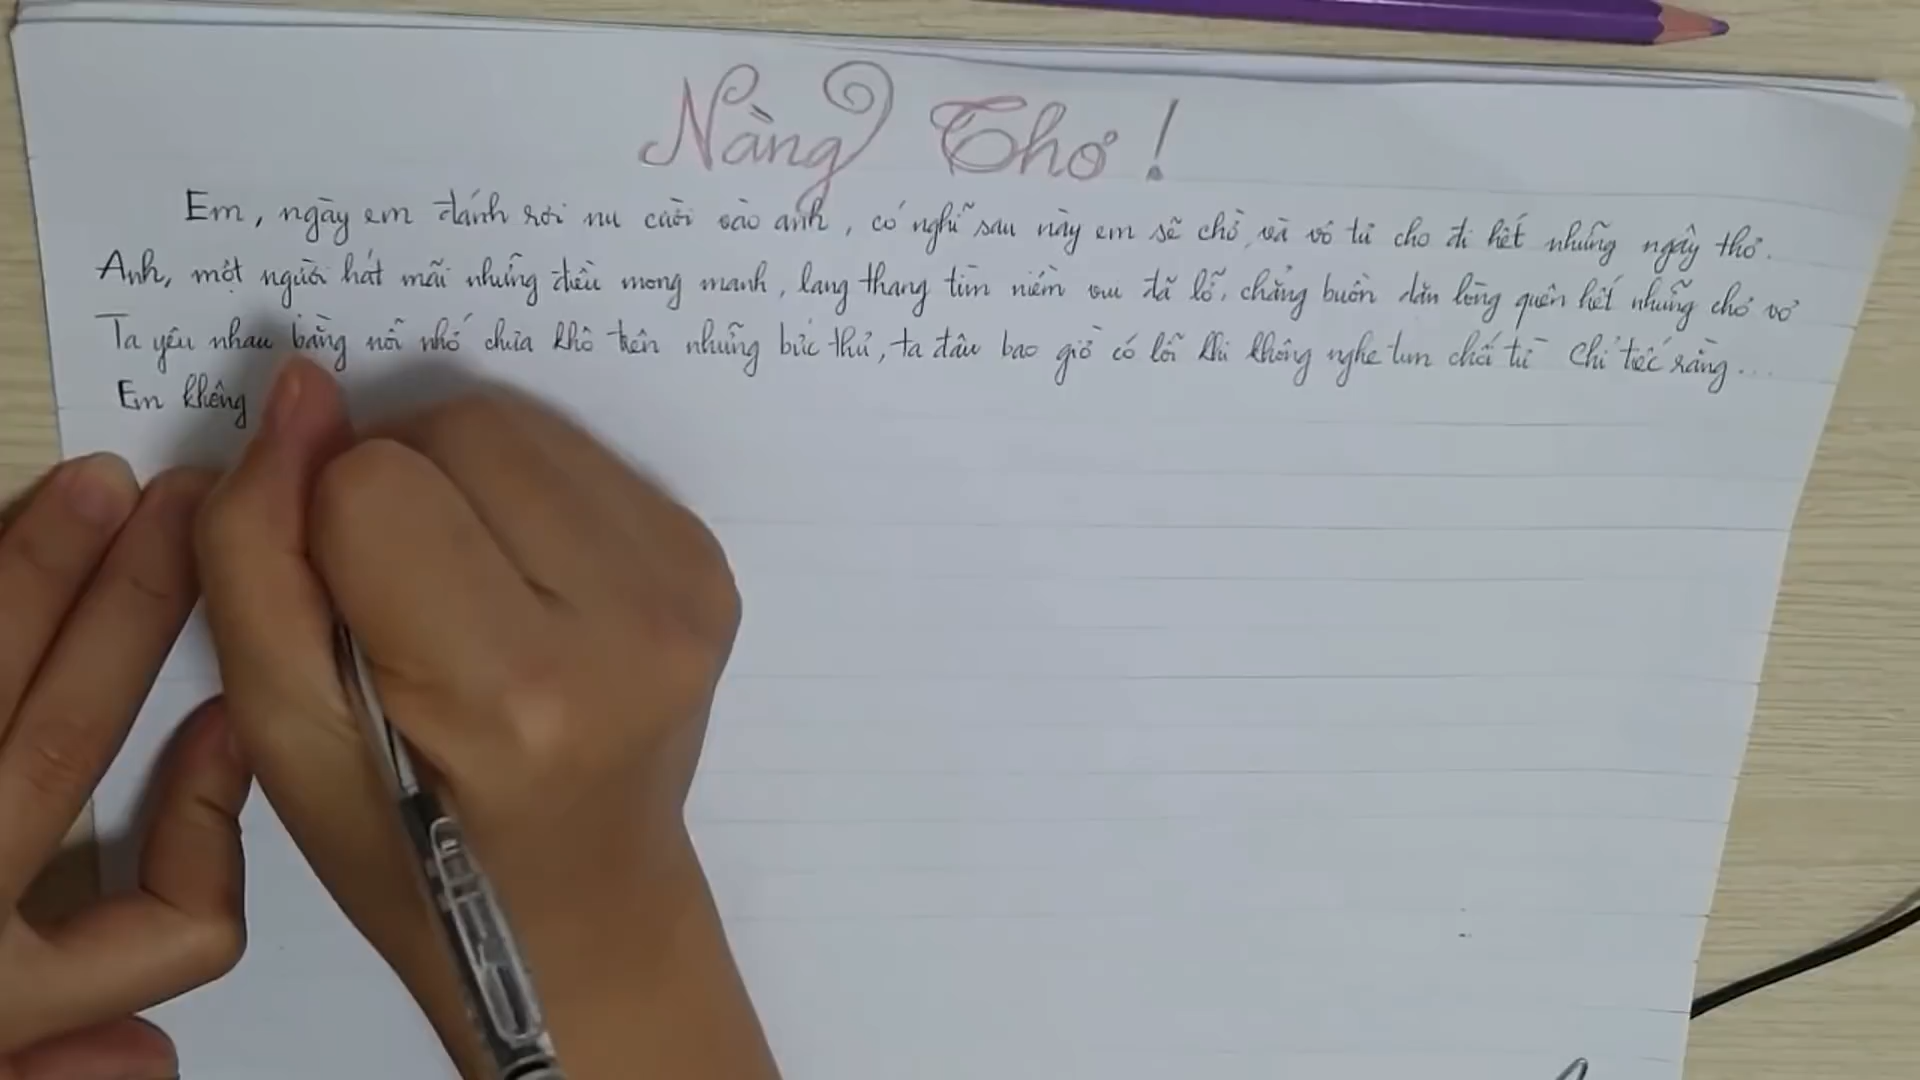 Nàng Thơ!
Em, ngày em đánh rơi nụ cười vào anh, có nghĩ sau này em sẽ chờ, và vô tư cho đi hết những ngây thơ.
Anh, một người hát mãi những điều mong manh, lang thang tìm niềm vui đã lỡ, chẳng buồn dặn lòng quên hết những chơ vơ
Ta yêu nhau bằng nỗi nhớ chưa khô trên những bức thư, ta đâu bao giờ có lỗi khi không nghe tim chối từ Chỉ tiếc rằng...
Em không